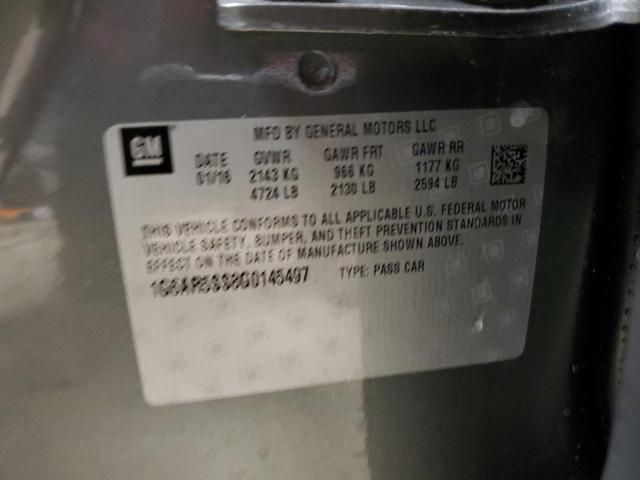 GM
MFD BY GENERAL MOTORS LLC
DATE GVWR GAWR FRT GAWR RR
01/16 2143 KG 966 KG 1177 KG
4724 LB 2130 LB 2594 LB
THIS VEHICLE CONFORMS TO ALL APPLICABLE U.S. FEDERAL MOTOR
VEHICLE SAFETY, BUMPER, AND THEFT PREVENTION STANDARDS IN
EFFECT ON THE DATE OF MANUFACTURE SHOWN ABOVE.
1G6AR5S38G0145497 TYPE: PASS CAR